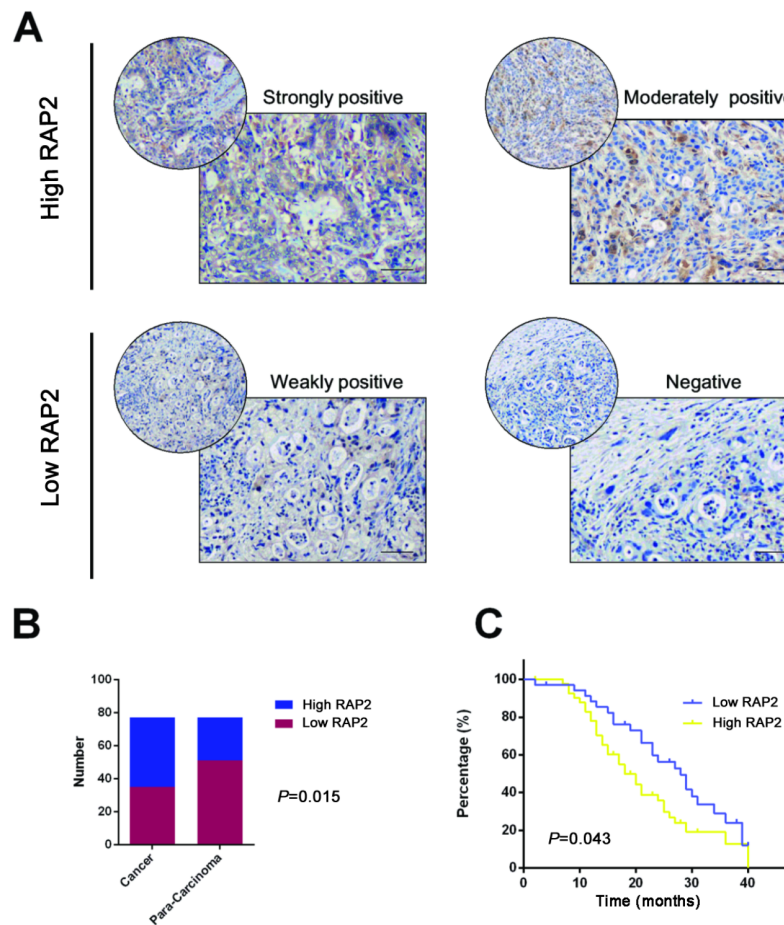 A
High RAP2
Strongly positive
Moderately positive
Low RAP2
Weakly positive
Negative
B
100
80
60
40
20
0
Number
Cancer
Para-Carcinoma
High RAP2
Low RAP2
P=0.015
C
100
80
60
40
20
0
Percentage (%)
Low RAP2
High RAP2
P=0.043
0
10
20
30
40
Time (months)